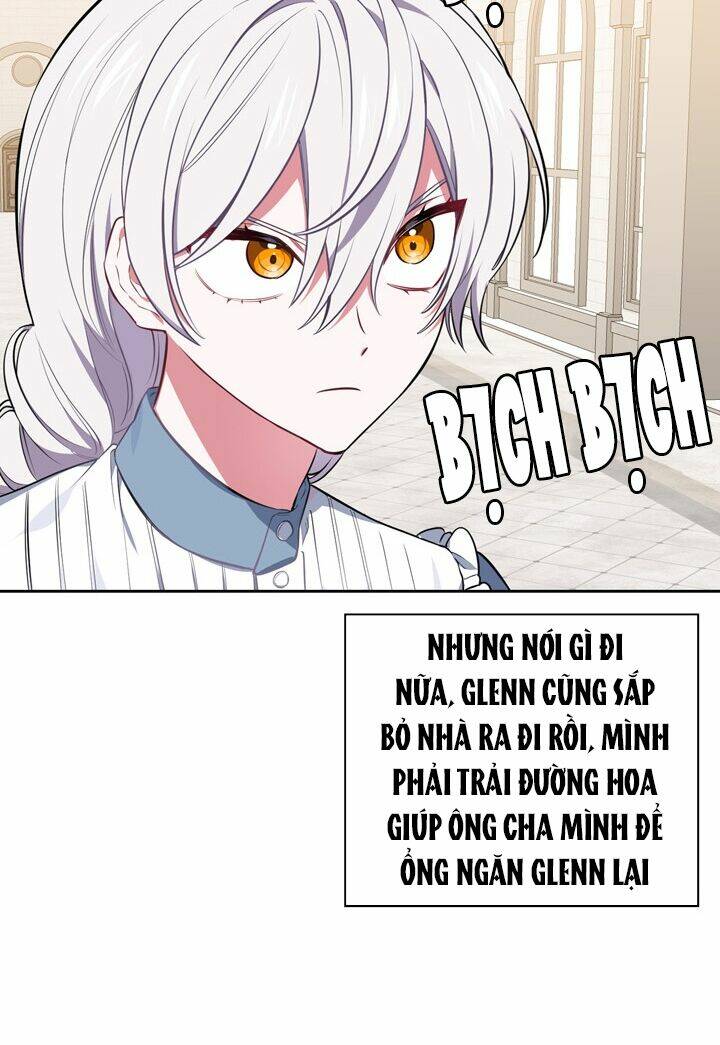 BỊCH BỊCH
NHƯNG NÓI GÌ ĐI
NỮA, GLENN CŨNG SẮP
BỎ NHÀ RA ĐI RỒI, MÌNH
PHẢI TRẢI ĐƯỜNG HOA
GIÚP ÔNG CHA MÌNH ĐỂ
ỔNG NGĂN GLENN LẠI